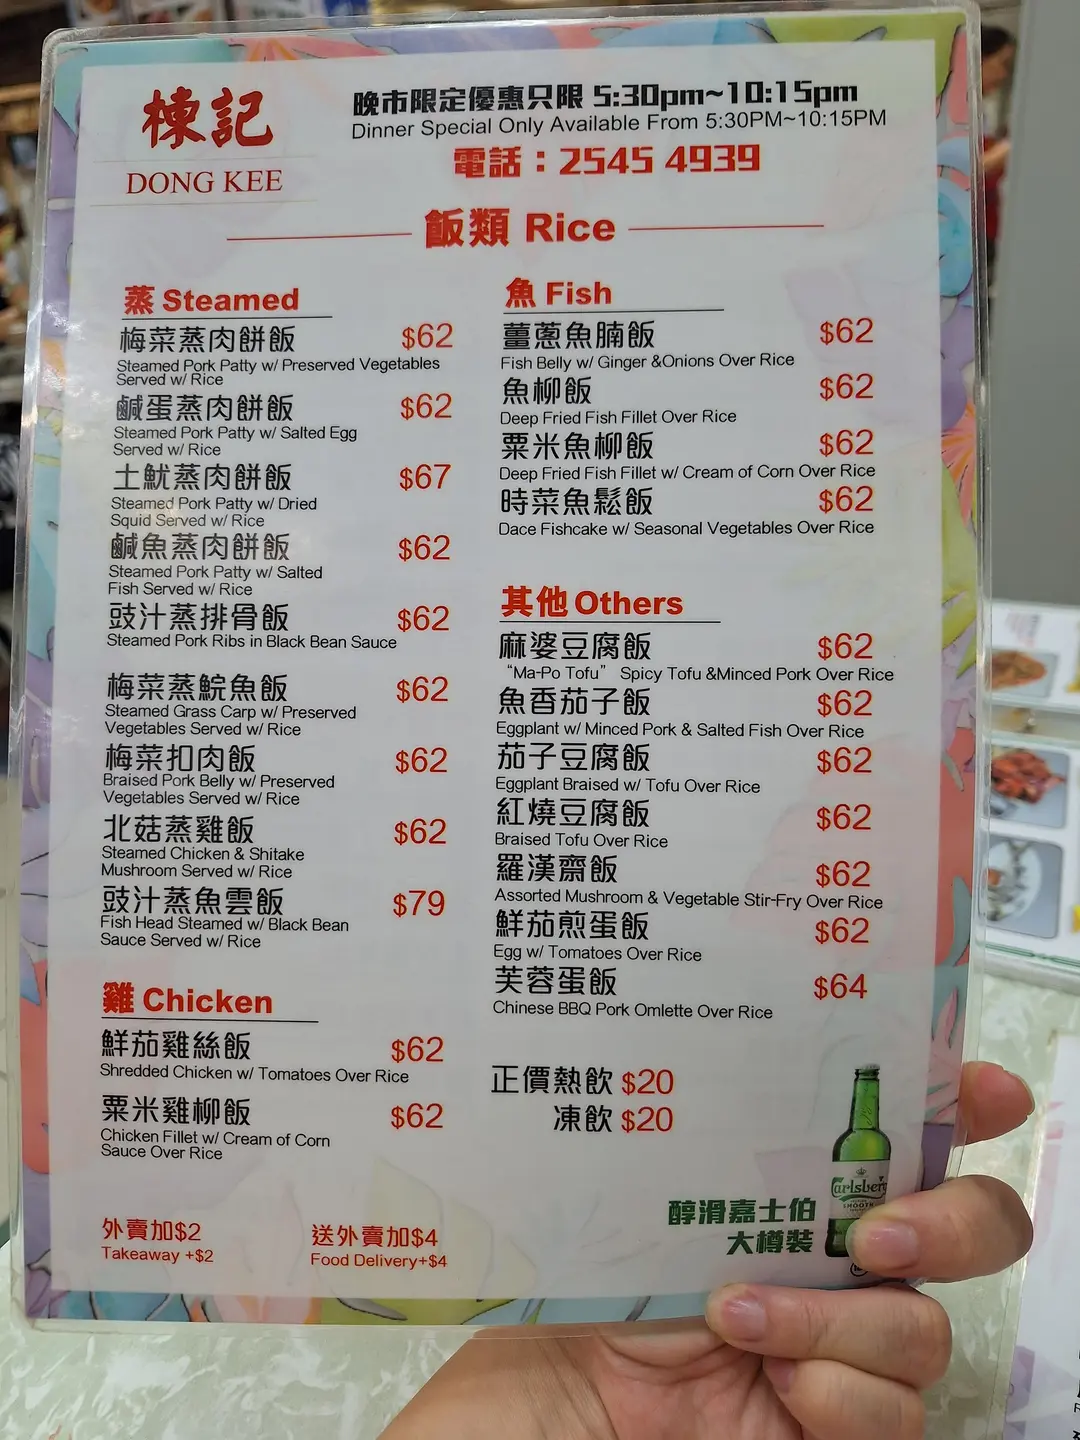 棟記
DONG KEE
晚市限定優惠只限 5:30pm~10:15pm
Dinner Special Only Available From 5:30PM~10:15PM
電話：2545 4939
飯類 Rice
蒸 Steamed
梅菜蒸肉餅飯 $62
Steamed Pork Patty w/ Preserved Vegetables
Served w/ Rice
鹹蛋蒸肉餅飯 $62
Steamed Pork Patty w/ Salted Egg
Served w/ Rice
土魷蒸肉餅飯 $67
Steamed Pork Patty w/ Dried
Squid Served w/ Rice
鹹魚蒸肉餅飯 $62
Steamed Pork Patty w/ Salted
Fish Served w/ Rice
豉汁蒸排骨飯 $62
Steamed Pork Ribs in Black Bean Sauce
梅菜蒸鯇魚飯 $62
Steamed Grass Carp w/ Preserved
Vegetables Served w/ Rice
梅菜扣肉飯 $62
Braised Pork Belly w/ Preserved
Vegetables Served w/ Rice
北菇蒸雞飯 $62
Steamed Chicken & Shitake
Mushroom Served w/ Rice
豉汁蒸魚雲飯 $79
Fish Head Steamed w/ Black Bean
Sauce Served w/ Rice
雞 Chicken
鮮茄雞絲飯 $62
Shredded Chicken w/ Tomatoes Over Rice
粟米雞柳飯 $62
Chicken Fillet w/ Cream of Corn
Sauce Over Rice
魚 Fish
薑蔥魚腩飯 $62
Fish Belly w/ Ginger &Onions Over Rice
魚柳飯 $62
Deep Fried Fish Fillet Over Rice
粟米魚柳飯 $62
Deep Fried Fish Fillet w/ Cream of Corn Over Rice
時菜魚鬆飯 $62
Dace Fishcake w/ Seasonal Vegetables Over Rice
其他 Others
麻婆豆腐飯 $62
“Ma-Po Tofu” Spicy Tofu &Minced Pork Over Rice
魚香茄子飯 $62
Eggplant w/ Minced Pork & Salted Fish Over Rice
茄子豆腐飯 $62
Eggplant Braised w/ Tofu Over Rice
紅燒豆腐飯 $62
Braised Tofu Over Rice
羅漢齋飯 $62
Assorted Mushroom & Vegetable Stir-Fry Over Rice
鮮茄煎蛋飯 $62
Egg w/ Tomatoes Over Rice
芙蓉蛋飯 $64
Chinese BBQ Pork Omlette Over Rice
正價熱飲 $20
凍飲 $20
外賣加$2
Takeaway +$2
送外賣加$4
Food Delivery+$4
醇滑嘉士伯
大樽裝
Carlsberg
SMOOTH